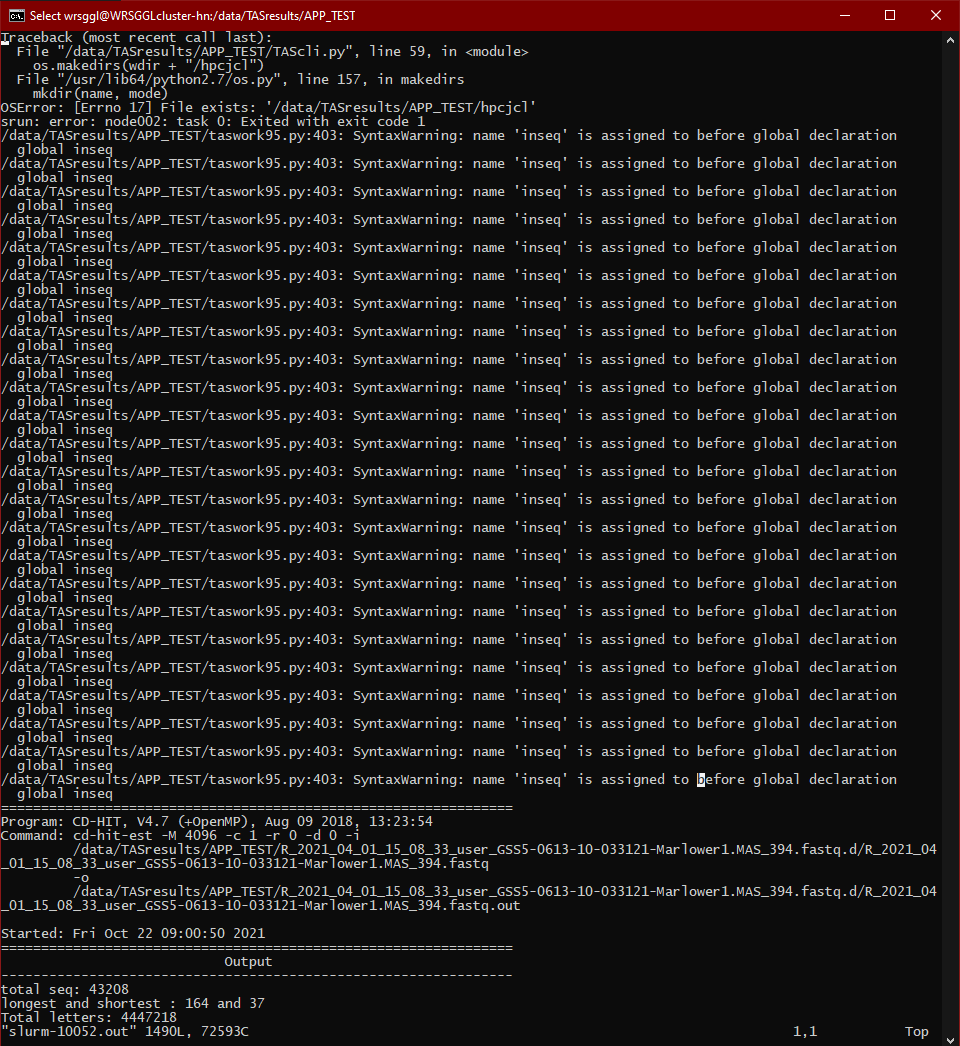 Select wrsggl@WRSGGLcluster-hn:/data/TASresults/APP_TEST
Traceback (most recent call last):
  File "/data/TASresults/APP_TEST/TAScli.py", line 59, in <module>
    os.makedirs(wdir + "/hpcjcl")
  File "/usr/lib64/python2.7/os.py", line 157, in makedirs
    mkdir(name, mode)
OSError: [Errno 17] File exists: '/data/TASresults/APP_TEST/hpcjcl'
srun: error: node002: task 0: Exited with exit code 1
/data/TASresults/APP_TEST/taswork95.py:403: SyntaxWarning: name 'inseq' is assigned to before global declaration
  global inseq
/data/TASresults/APP_TEST/taswork95.py:403: SyntaxWarning: name 'inseq' is assigned to before global declaration
  global inseq
/data/TASresults/APP_TEST/taswork95.py:403: SyntaxWarning: name 'inseq' is assigned to before global declaration
  global inseq
/data/TASresults/APP_TEST/taswork95.py:403: SyntaxWarning: name 'inseq' is assigned to before global declaration
  global inseq
/data/TASresults/APP_TEST/taswork95.py:403: SyntaxWarning: name 'inseq' is assigned to before global declaration
  global inseq
/data/TASresults/APP_TEST/taswork95.py:403: SyntaxWarning: name 'inseq' is assigned to before global declaration
  global inseq
/data/TASresults/APP_TEST/taswork95.py:403: SyntaxWarning: name 'inseq' is assigned to before global declaration
  global inseq
/data/TASresults/APP_TEST/taswork95.py:403: SyntaxWarning: name 'inseq' is assigned to before global declaration
  global inseq
/data/TASresults/APP_TEST/taswork95.py:403: SyntaxWarning: name 'inseq' is assigned to before global declaration
  global inseq
/data/TASresults/APP_TEST/taswork95.py:403: SyntaxWarning: name 'inseq' is assigned to before global declaration
  global inseq
/data/TASresults/APP_TEST/taswork95.py:403: SyntaxWarning: name 'inseq' is assigned to before global declaration
  global inseq
/data/TASresults/APP_TEST/taswork95.py:403: SyntaxWarning: name 'inseq' is assigned to before global declaration
  global inseq
/data/TASresults/APP_TEST/taswork95.py:403: SyntaxWarning: name 'inseq' is assigned to before global declaration
  global inseq
/data/TASresults/APP_TEST/taswork95.py:403: SyntaxWarning: name 'inseq' is assigned to before global declaration
  global inseq
/data/TASresults/APP_TEST/taswork95.py:403: SyntaxWarning: name 'inseq' is assigned to before global declaration
  global inseq
/data/TASresults/APP_TEST/taswork95.py:403: SyntaxWarning: name 'inseq' is assigned to before global declaration
  global inseq
/data/TASresults/APP_TEST/taswork95.py:403: SyntaxWarning: name 'inseq' is assigned to before global declaration
  global inseq
/data/TASresults/APP_TEST/taswork95.py:403: SyntaxWarning: name 'inseq' is assigned to before global declaration
  global inseq
/data/TASresults/APP_TEST/taswork95.py:403: SyntaxWarning: name 'inseq' is assigned to before global declaration
  global inseq
/data/TASresults/APP_TEST/taswork95.py:403: SyntaxWarning: name 'inseq' is assigned to before global declaration
  global inseq
/data/TASresults/APP_TEST/taswork95.py:403: SyntaxWarning: name 'inseq' is assigned to before global declaration
  global inseq
/data/TASresults/APP_TEST/taswork95.py:403: SyntaxWarning: name 'inseq' is assigned to before global declaration
  global inseq
/data/TASresults/APP_TEST/taswork95.py:403: SyntaxWarning: name 'inseq' is assigned to before global declaration
  global inseq
/data/TASresults/APP_TEST/taswork95.py:403: SyntaxWarning: name 'inseq' is assigned to before global declaration
  global inseq
================================================================
Program: CD-HIT, V4.7 (+OpenMP), Aug 09 2018, 13:23:54
Command: cd-hit-est -M 4096 -c 1 -r 0 -d 0 -i
         /data/TASresults/APP_TEST/R_2021_04_01_15_08_33_user_GSS5-0613-10-033121-Marlower1.MAS_394.fastq.d/R_2021_04
_01_15_08_33_user_GSS5-0613-10-033121-Marlower1.MAS_394.fastq
         -o
         /data/TASresults/APP_TEST/R_2021_04_01_15_08_33_user_GSS5-0613-10-033121-Marlower1.MAS_394.fastq.d/R_2021_04
_01_15_08_33_user_GSS5-0613-10-033121-Marlower1.MAS_394.fastq.out

Started: Fri Oct 22 09:00:50 2021
================================================================
                            Output
----------------------------------------------------------------
total seq: 43208
longest and shortest : 164 and 37
Total letters: 4447218
"slurm-10052.out" 1490L, 72593C                                                                    1,1           Top